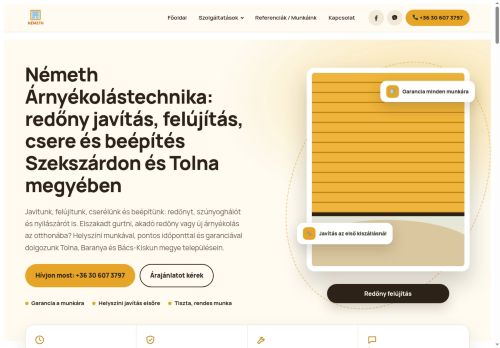 NÉMETH
Főoldal
Szolgáltatások
Referenciák / Munkáink
Kapcsolat
+36 30 607 3797
Németh
Árnyékolástechnika:
redőny javítás, felújítás,
csere és beépítés
Szekszárdon és Tolna
megyében
Javítunk, felújítunk, cserélünk és beépítünk: redőnyt, szúnyoghálót
és nyílászárót is. Elszakadt gurtni, akadó redőny vagy új árnyékolás
az otthonába? Helyszíni munkával, pontos időponttal és garanciával
dolgozunk Tolna, Baranya és Bács-Kiskun megye településein.
Hívjon most: +36 30 607 3797
Árajánlatot kérek
Garancia a munkára
Helyszíni javítás elsőre
Tiszta, rendes munka
Garancia minden munkára
Javítás az első kiszállásnál
Redőny felújítás